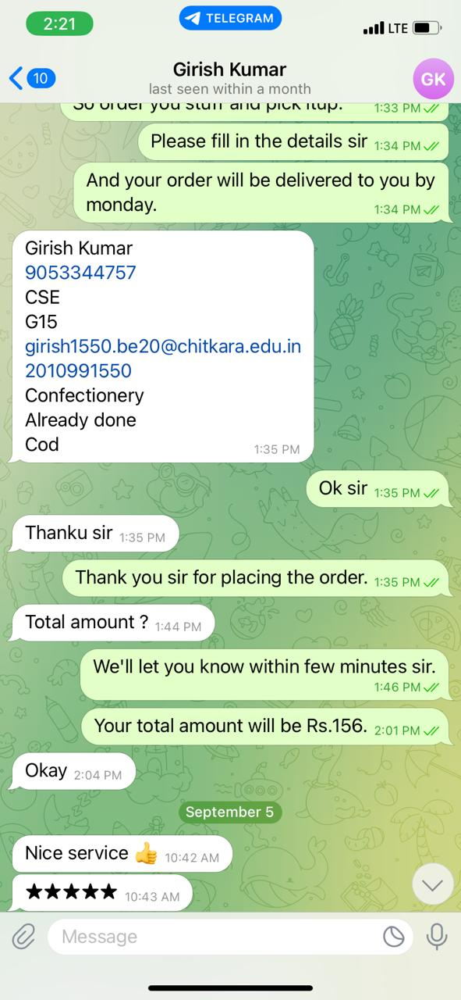 2:21
TELEGRAM
LTE
10
Girish Kumar
GK
last seen within a month
So order you stuff and pick itup. 1:33 PM
Please fill in the details sir 1:34 PM
And your order will be delivered to you by
monday. 1:34 PM
Girish Kumar
9053344757
CSE
G15
girish1550.be20@chitkara.edu.in
2010991550
Confectionery
Already done
Cod 1:35 PM
Ok sir 1:35 PM
Thanku sir 1:35 PM
Thank you sir for placing the order. 1:35 PM
Total amount ? 1:44 PM
We'll let you know within few minutes sir.
1:46 PM
Your total amount will be Rs.156. 2:01 PM
Okay 2:04 PM
September 5
Nice service 👍 10:42 AM
★★★★★ 10:43 AM
Message